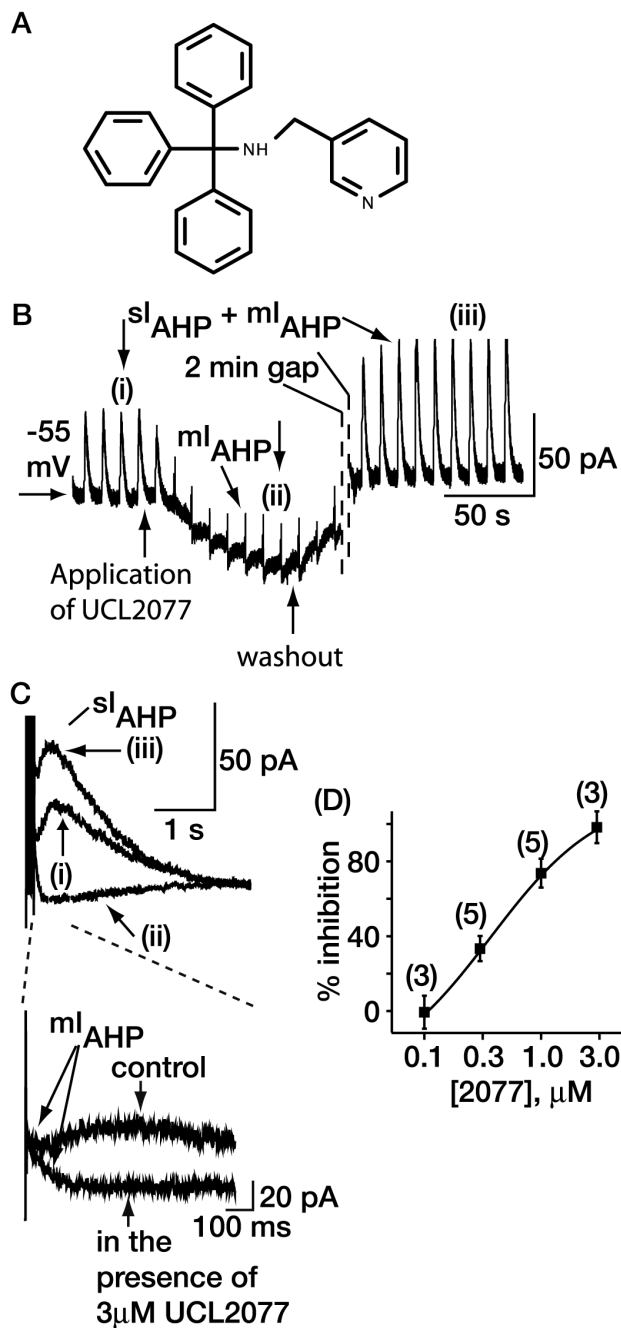 A
NH
N
B
sI AHP + mI AHP
(iii)
(i)
2 min gap
-55
mV
mI AHP
(ii)
50 pA
50 s
Application
of UCL2077
washout
C
sI AHP
(iii)
50 pA
1 s
(i)
(ii)
mI AHP
control
20 pA
100 ms
in the
presence of
3μM UCL2077
(D)
(3)
(5)
(5)
(3)
% inhibition
80
40
0
0.1 0.3 1.0 3.0
[2077], μM